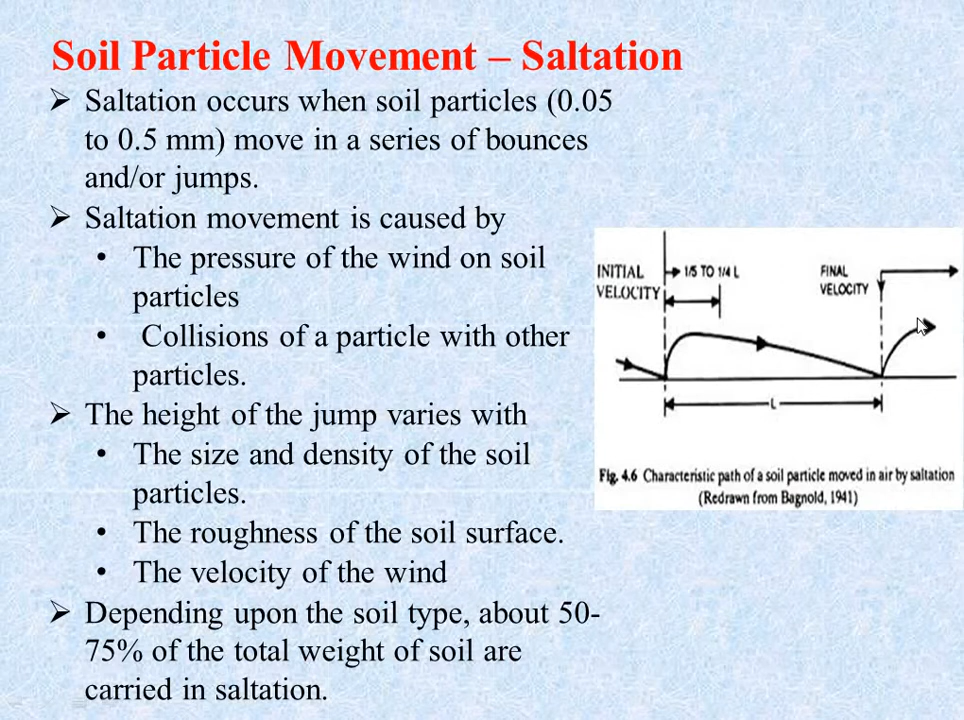 Soil Particle Movement – Saltation
➢ Saltation occurs when soil particles (0.05
to 0.5 mm) move in a series of bounces
and/or jumps.
➢ Saltation movement is caused by
• The pressure of the wind on soil
particles
• Collisions of a particle with other
particles.
➢ The height of the jump varies with
• The size and density of the soil
particles.
• The roughness of the soil surface.
• The velocity of the wind
➢ Depending upon the soil type, about 50-
75% of the total weight of soil are
carried in saltation.
INITIAL
VELOCITY
1/5 TO 1/4 L
FINAL
VELOCITY
L
Fig. 4.6 Characteristic path of a soil particle moved in air by saltation
(Redrawn from Bagnold, 1941)